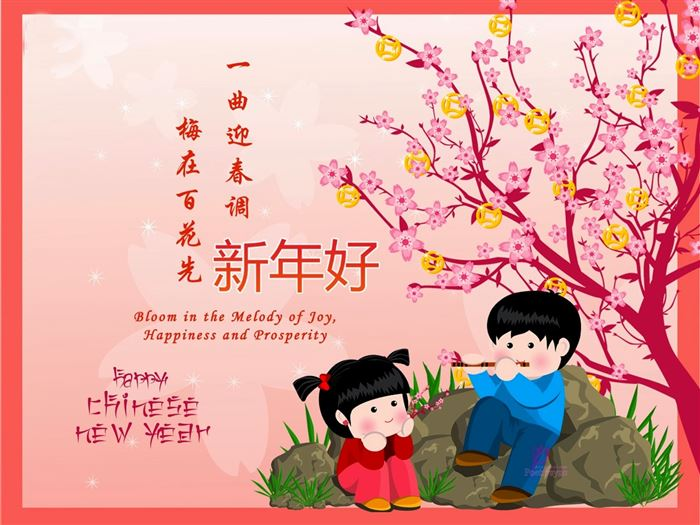 一曲迎春调
梅在百花先
新年好
Bloom in the Melody of Joy,
Happiness and Prosperity
happy
chinese
new year